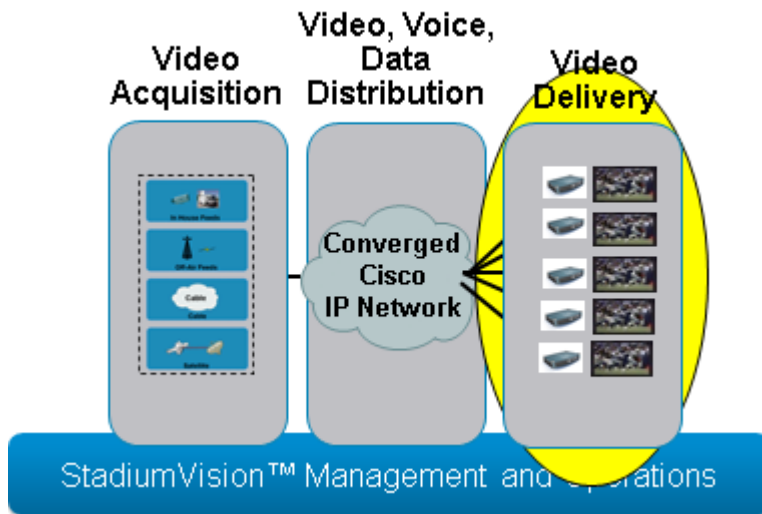 Video
Acquisition
Video, Voice,
Data
Distribution
Video
Delivery
In House Feeds
Off-Air Feeds
Cable
Cable
Satellite
Converged
Cisco
IP Network
StadiumVision™ Management and Operations